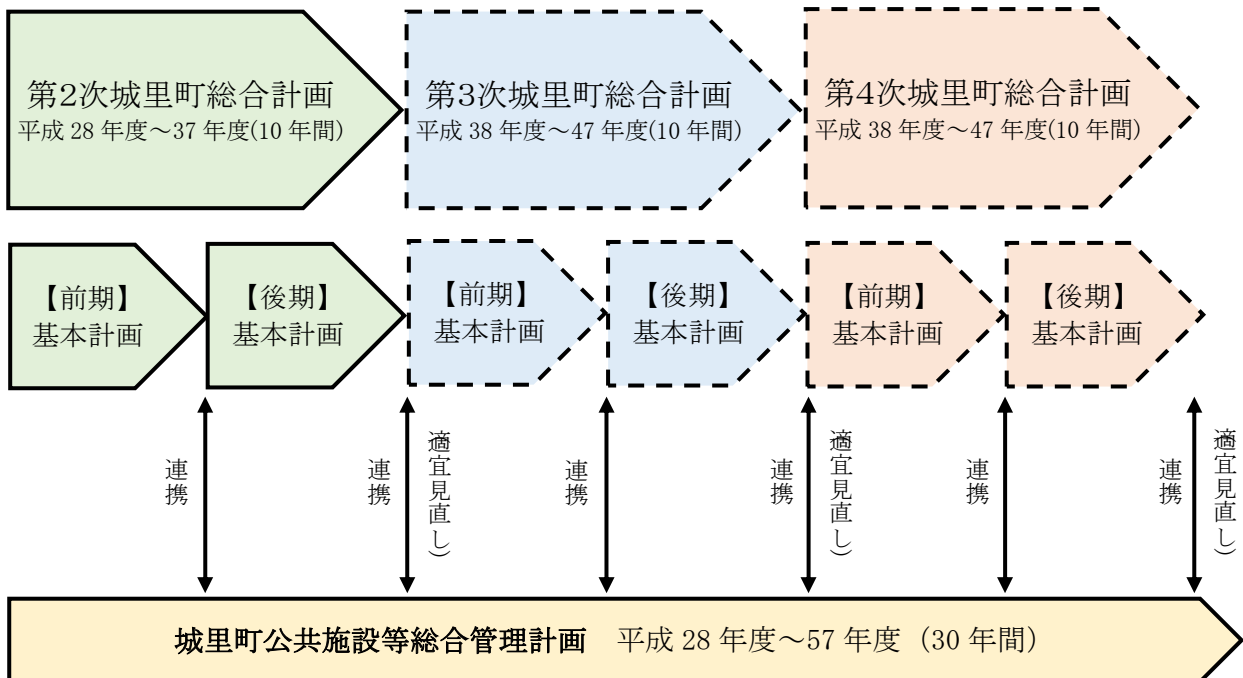 第2次城里町総合計画
平成 28 年度～37 年度(10 年間)
第3次城里町総合計画
平成 38 年度～47 年度(10 年間)
第4次城里町総合計画
平成 38 年度～47 年度(10 年間)
【前期】
基本計画
【後期】
基本計画
【前期】
基本計画
【後期】
基本計画
【前期】
基本計画
【後期】
基本計画
連携
連携
(適宜見直し)
連携
連携
(適宜見直し)
連携
連携
(適宜見直し)
城里町公共施設等総合管理計画　平成 28 年度～57 年度（30 年間）